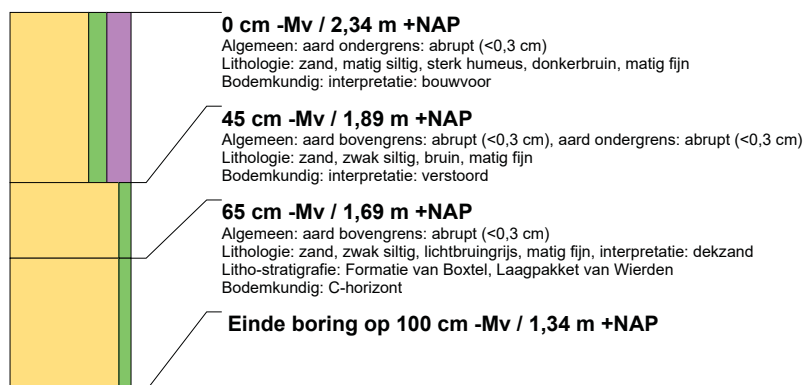 0 cm -Mv / 2,34 m +NAP
Algemeen: aard ondergrens: abrupt (<0,3 cm)
Lithologie: zand, matig siltig, sterk humeus, donkerbruin, matig fijn
Bodemkundig: interpretatie: bouwvoor
45 cm -Mv / 1,89 m +NAP
Algemeen: aard bovengrens: abrupt (<0,3 cm), aard ondergrens: abrupt (<0,3 cm)
Lithologie: zand, zwak siltig, bruin, matig fijn
Bodemkundig: interpretatie: verstoord
65 cm -Mv / 1,69 m +NAP
Algemeen: aard bovengrens: abrupt (<0,3 cm)
Lithologie: zand, zwak siltig, lichtbruingrijs, matig fijn, interpretatie: dekzand
Litho-stratigrafie: Formatie van Boxtel, Laagpakket van Wierden
Bodemkundig: C-horizont
Einde boring op 100 cm -Mv / 1,34 m +NAP